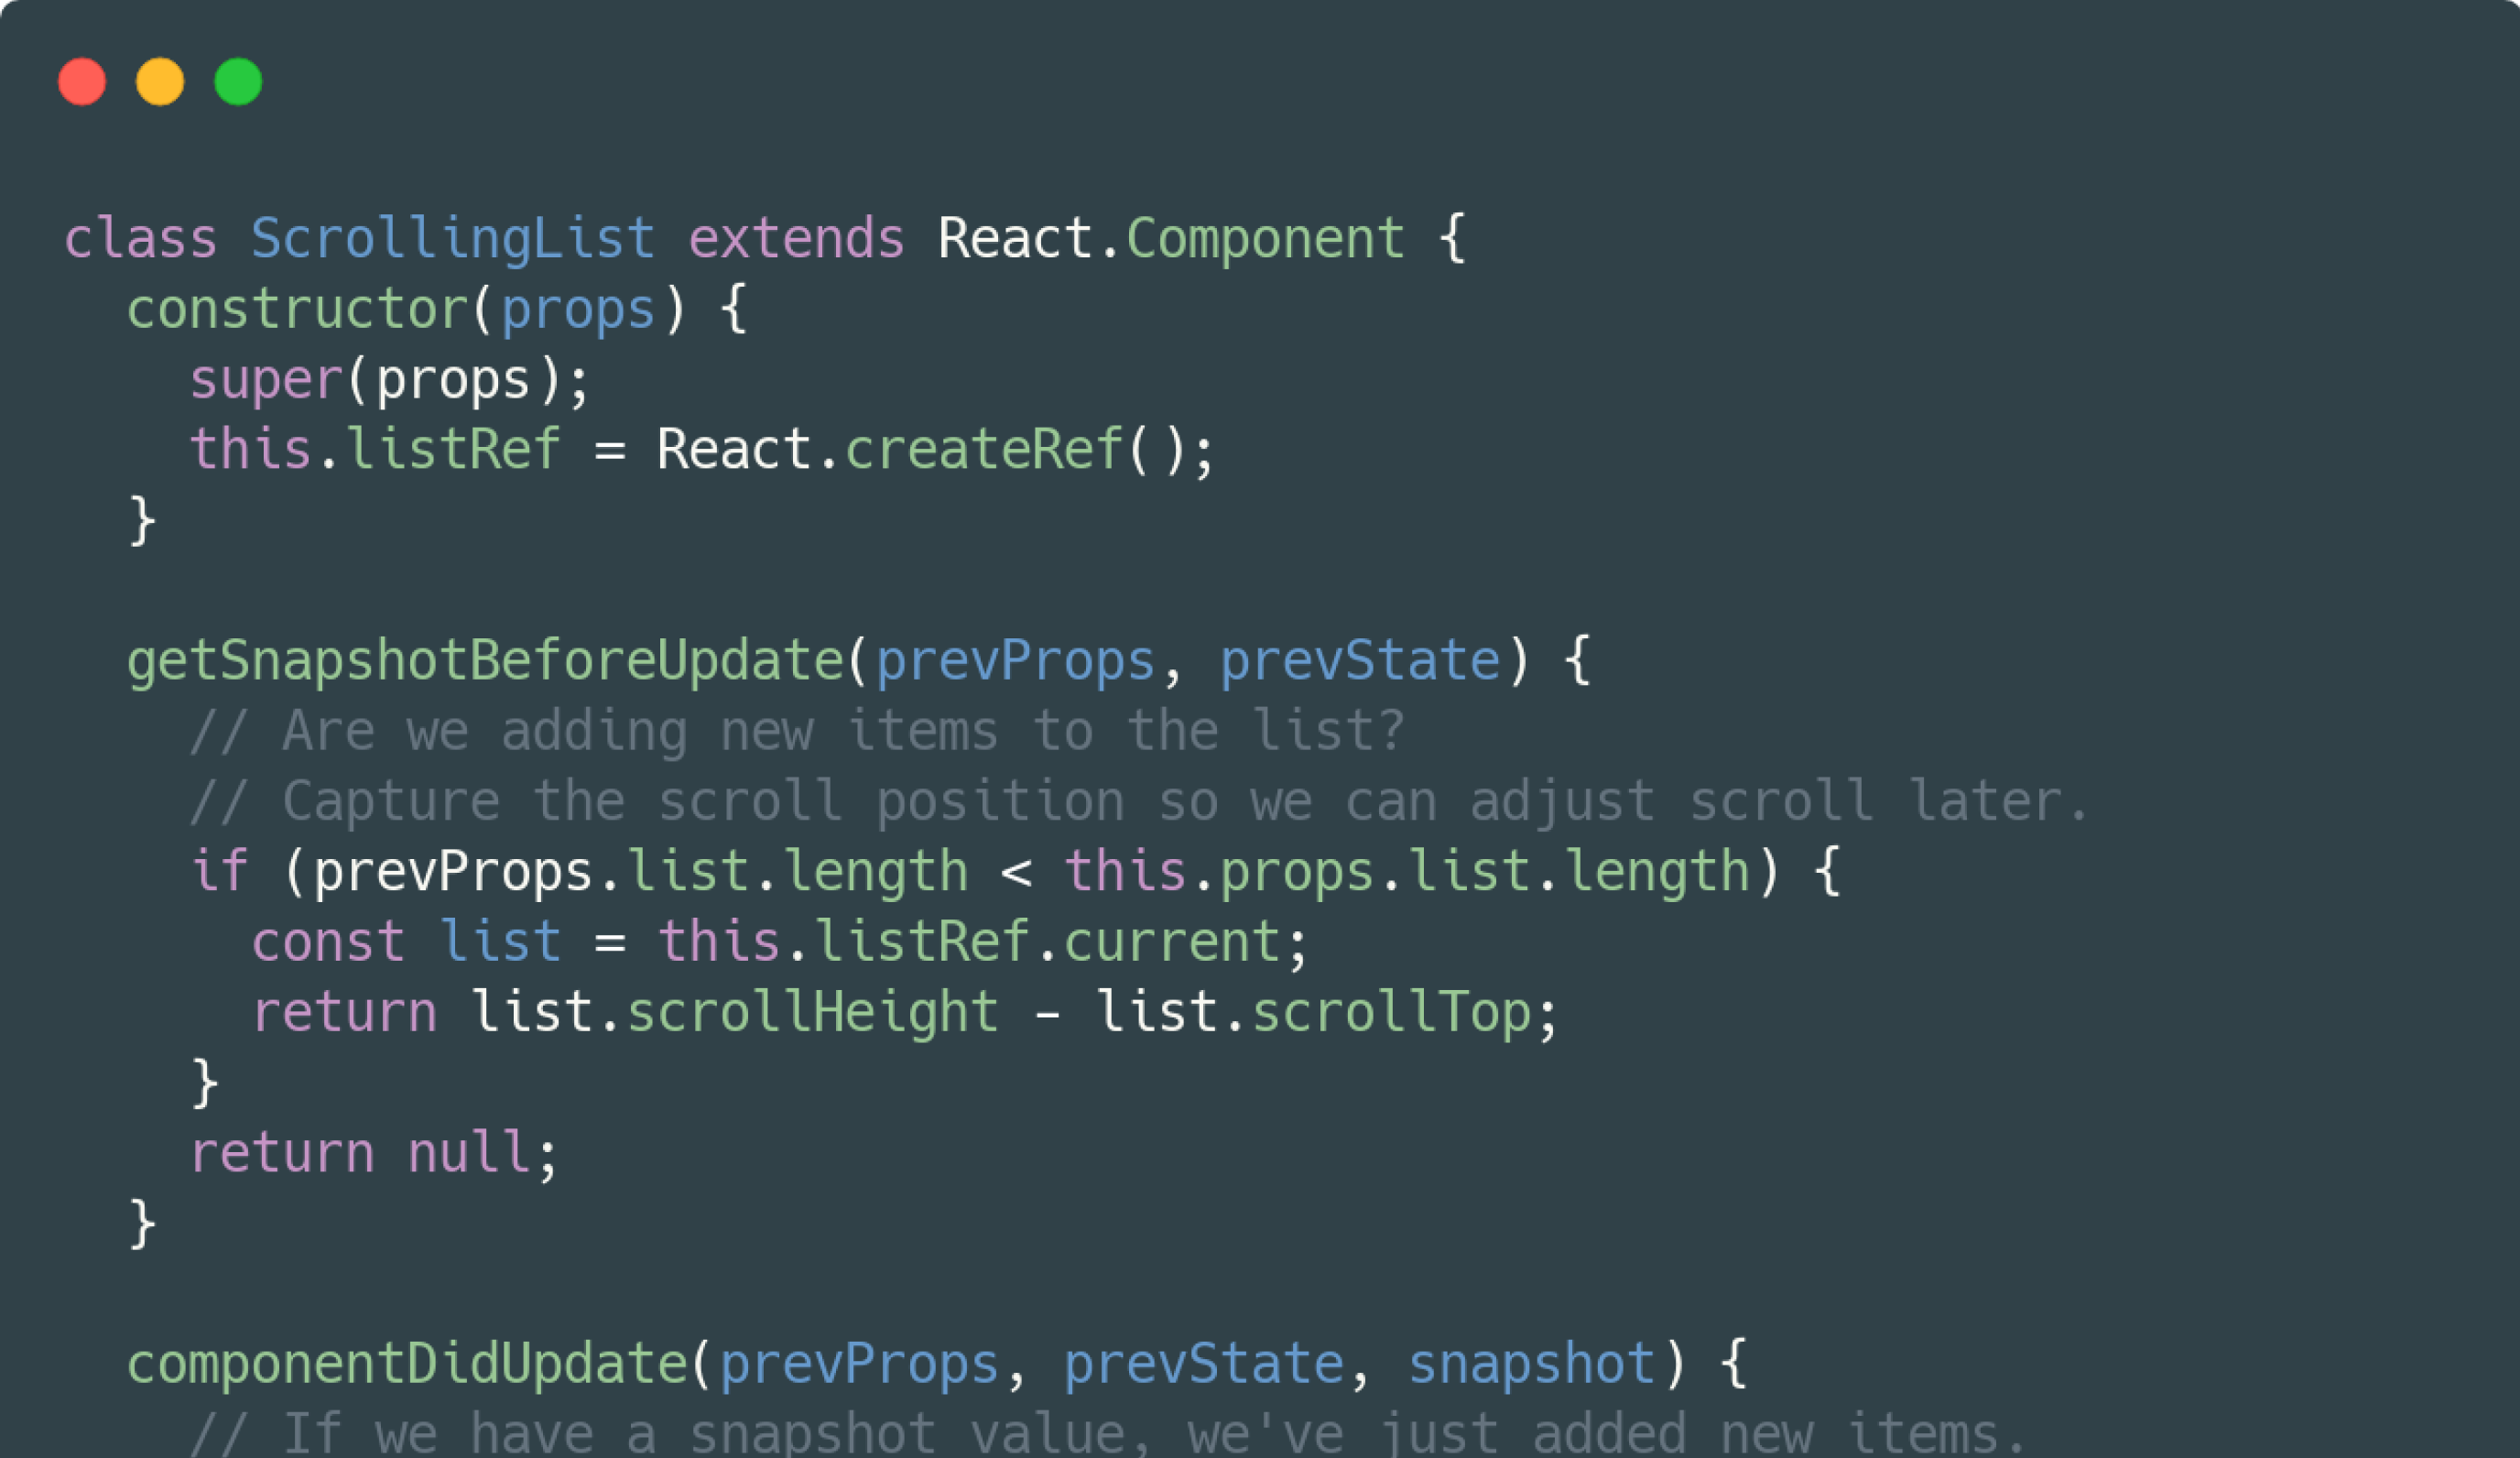 class ScrollingList extends React.Component {
  constructor(props) {
    super(props);
    this.listRef = React.createRef();
  }

  getSnapshotBeforeUpdate(prevProps, prevState) {
    // Are we adding new items to the list?
    // Capture the scroll position so we can adjust scroll later.
    if (prevProps.list.length < this.props.list.length) {
      const list = this.listRef.current;
      return list.scrollHeight - list.scrollTop;
    }
    return null;
  }

  componentDidUpdate(prevProps, prevState, snapshot) {
    // If we have a snapshot value, we've just added new items.